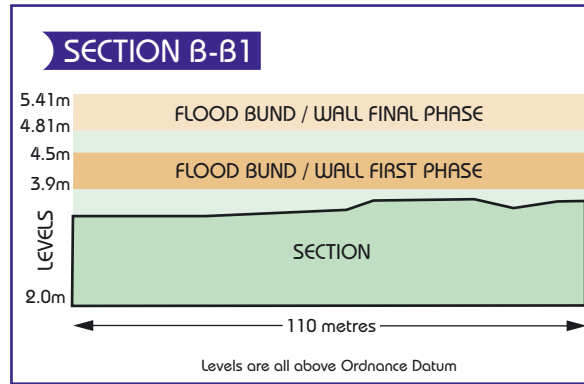 SECTION B-B1
5.41m
FLOOD BUND / WALL FINAL PHASE
4.81m
4.5m
FLOOD BUND / WALL FIRST PHASE
3.9m
LEVELS
SECTION
2.0m
110 metres
Levels are all above Ordnance Datum